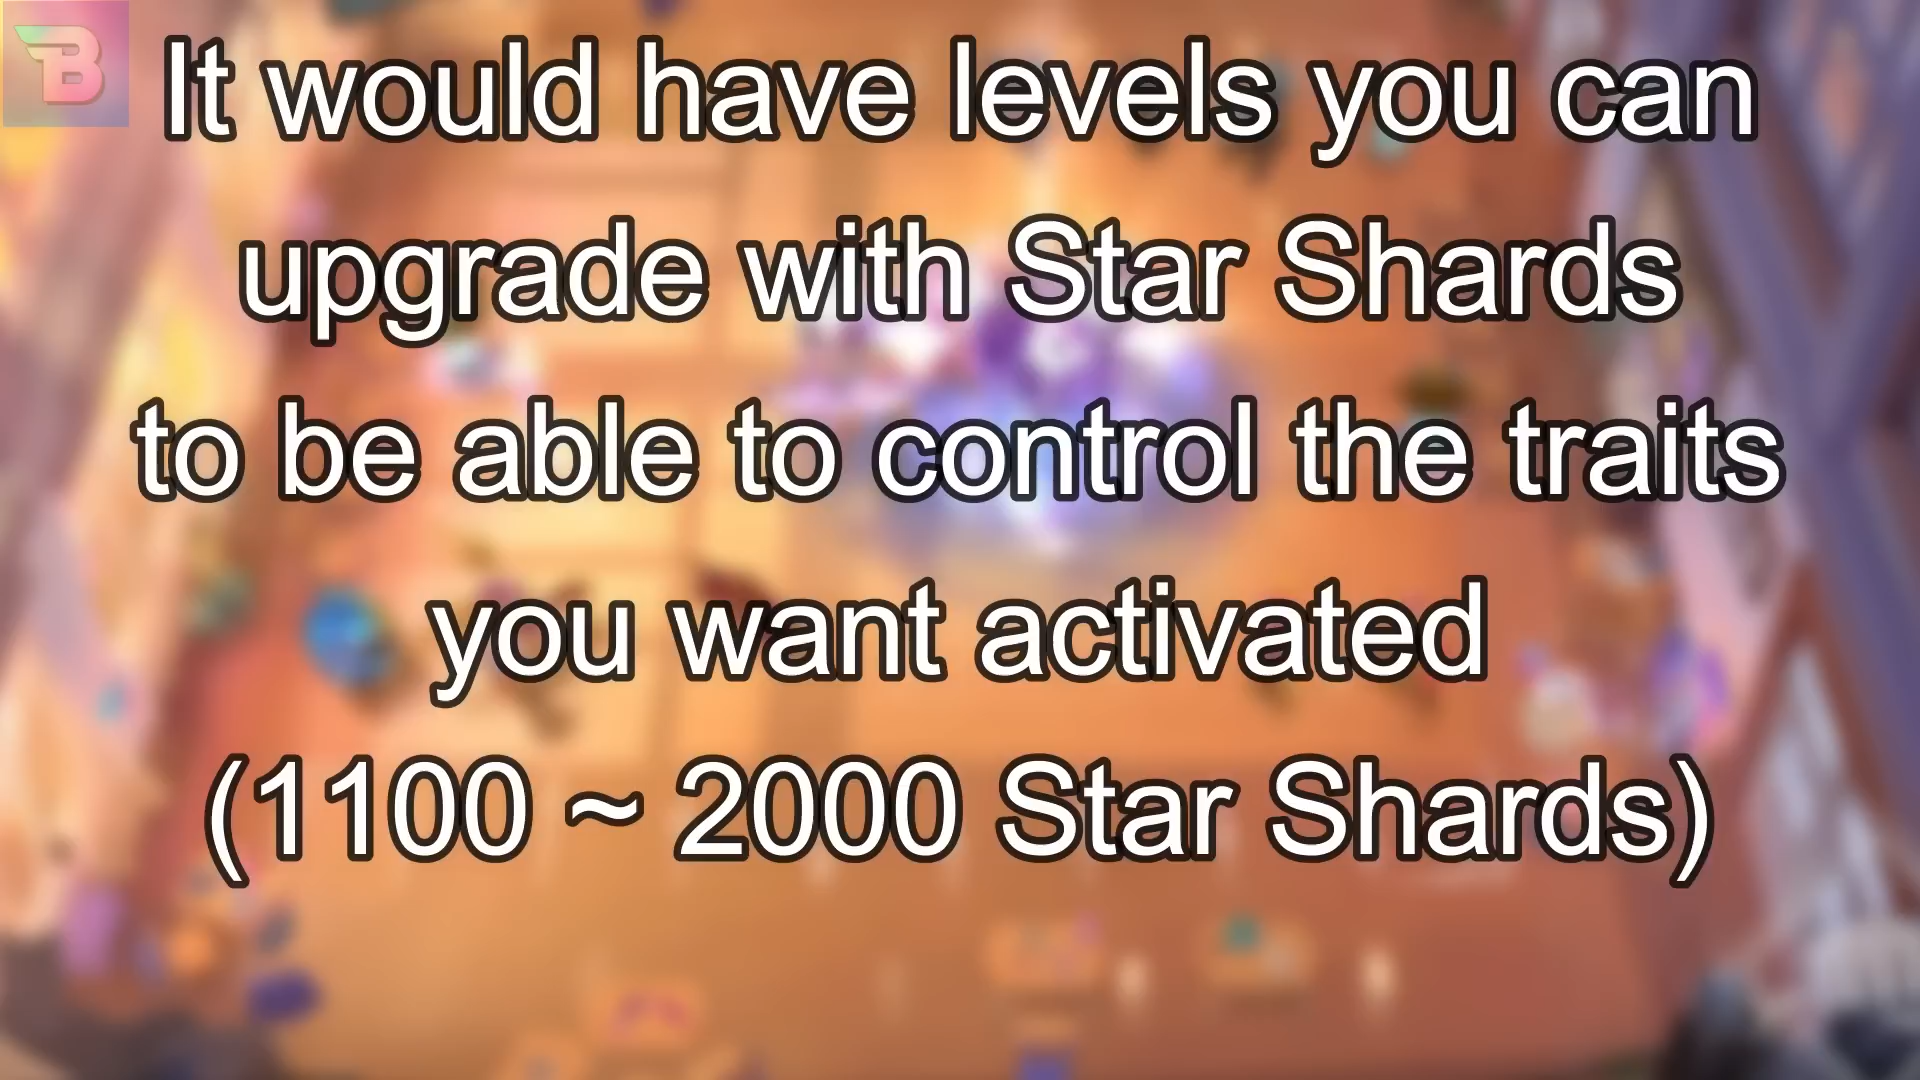 B
It would have levels you can
upgrade with Star Shards
to be able to control the traits
you want activated
(1100 ~ 2000 Star Shards)